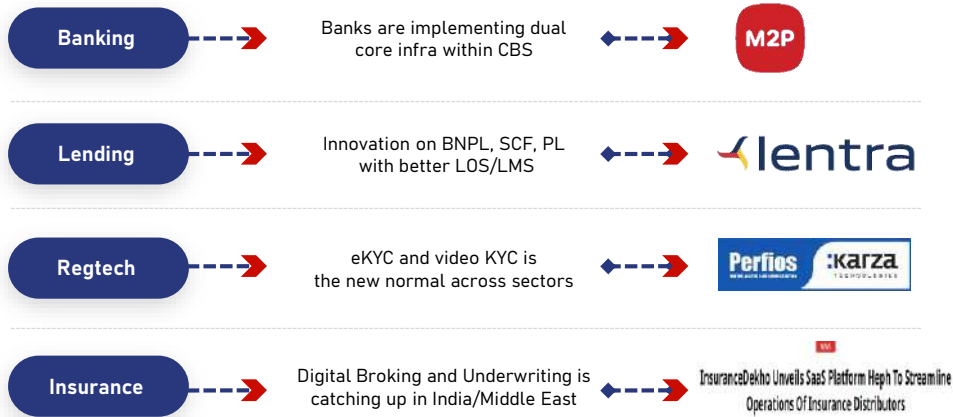 Banking
Banks are implementing dual
core infra within CBS
M2P
Lending
Innovation on BNPL, SCF, PL
with better LOS/LMS
lentra
Regtech
eKYC and video KYC is
the new normal across sectors
Perfios
:Karza
TECHNOLOGIES
Insurance
Digital Broking and Underwriting is
catching up in India/Middle East
InsuranceDekho Unveils SaaS Platform Heph To Streamline
Operations Of Insurance Distributors